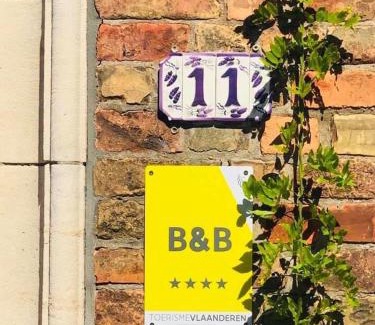 11
B&B
★★★★
TOERISMEVLAANDEREN